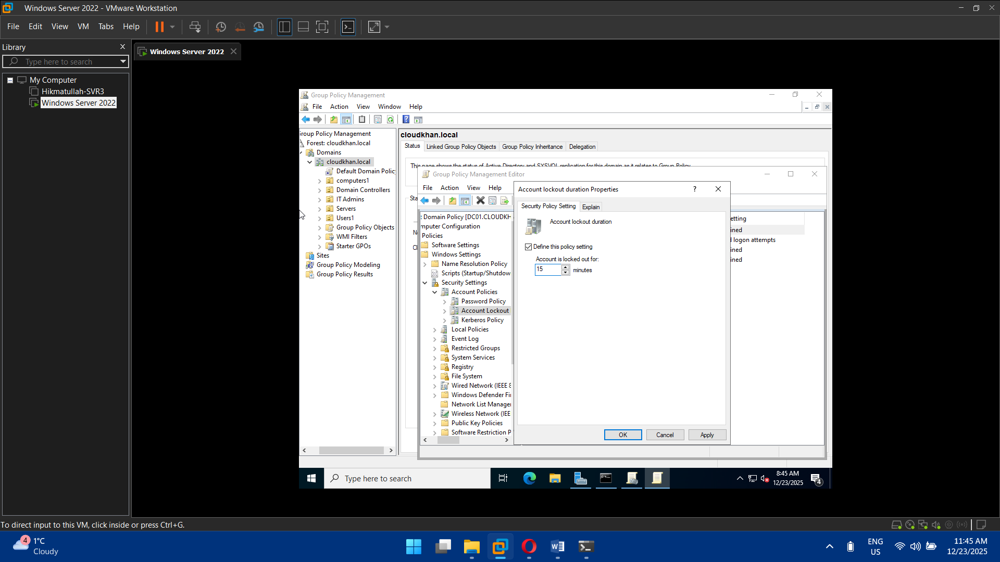 Windows Server 2022 - VMware Workstation
File Edit View VM Tabs Help
Library
Type here to search
My Computer
Hikmatullah-SVR3
Windows Server 2022
Windows Server 2022
Group Policy Management
File Action View Window Help
roup Policy Management
Forest: cloudkhan.local
Domains
cloudkhan.local
Default Domain Polic
computers1
Domain Controllers
IT Admins
Servers
Users1
Group Policy Objects
WMI Filters
Starter GPOs
Sites
Group Policy Modeling
Group Policy Results
cloudkhan.local
Status Linked Group Policy Objects Group Policy Inheritance Delegation
This page shows the status of Active Directory and SYSVOL replication for this domain as it relates to Group Policy.
Sta
No
Cl
Group Policy Management Editor
File Action View Help
t Domain Policy [DC01.CLOUDKH
mputer Configuration
Policies
Software Settings
Windows Settings
Name Resolution Policy
Scripts (Startup/Shutdow
Security Settings
Account Policies
Password Policy
Account Lockout
Kerberos Policy
Local Policies
Event Log
Restricted Groups
System Services
Registry
File System
Wired Network (IEEE 8
Windows Defender Fi
Network List Manage
Wireless Network (IEE
Public Key Policies
Software Restriction P
etting
ined
l logon attempts
ined
ined
Account lockout duration Properties
?
Security Policy Setting Explain
Account lockout duration
Define this policy setting
Account is locked out for:
15 minutes
OK Cancel Apply
Type here to search
8:45 AM
12/23/2025
4
To direct input to this VM, click inside or press Ctrl+G.
4
1°C
Cloudy
ENG
US
11:45 AM
12/23/2025